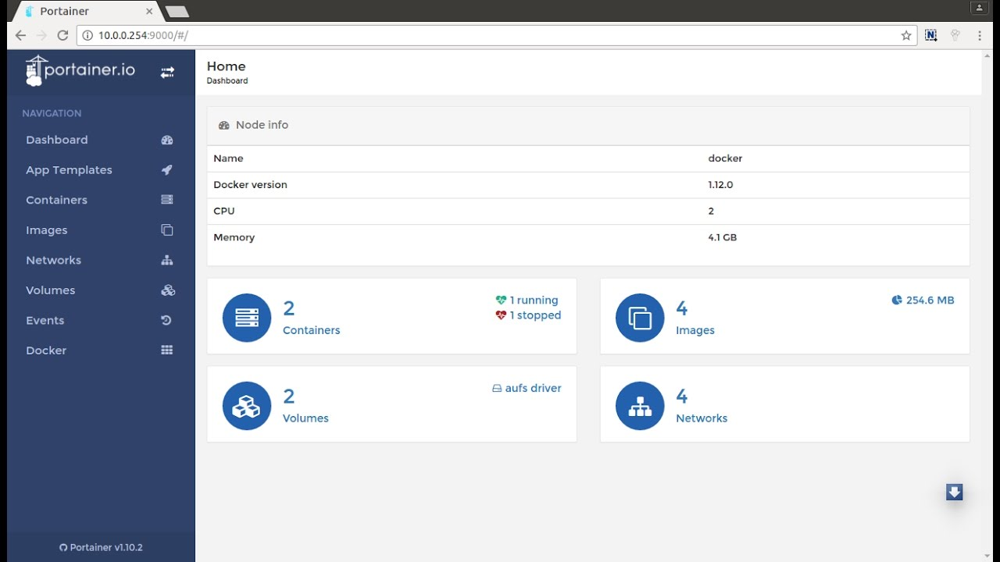 Portainer
10.0.0.254:9000/#/
portainer.io
NAVIGATION
Dashboard
App Templates
Containers
Images
Networks
Volumes
Events
Docker
Portainer v1.10.2
Home
Dashboard
Node info
Name docker
Docker version 1.12.0
CPU 2
Memory 4.1 GB
2
Containers
1 running
1 stopped
4
Images
254.6 MB
2
Volumes
aufs driver
4
Networks